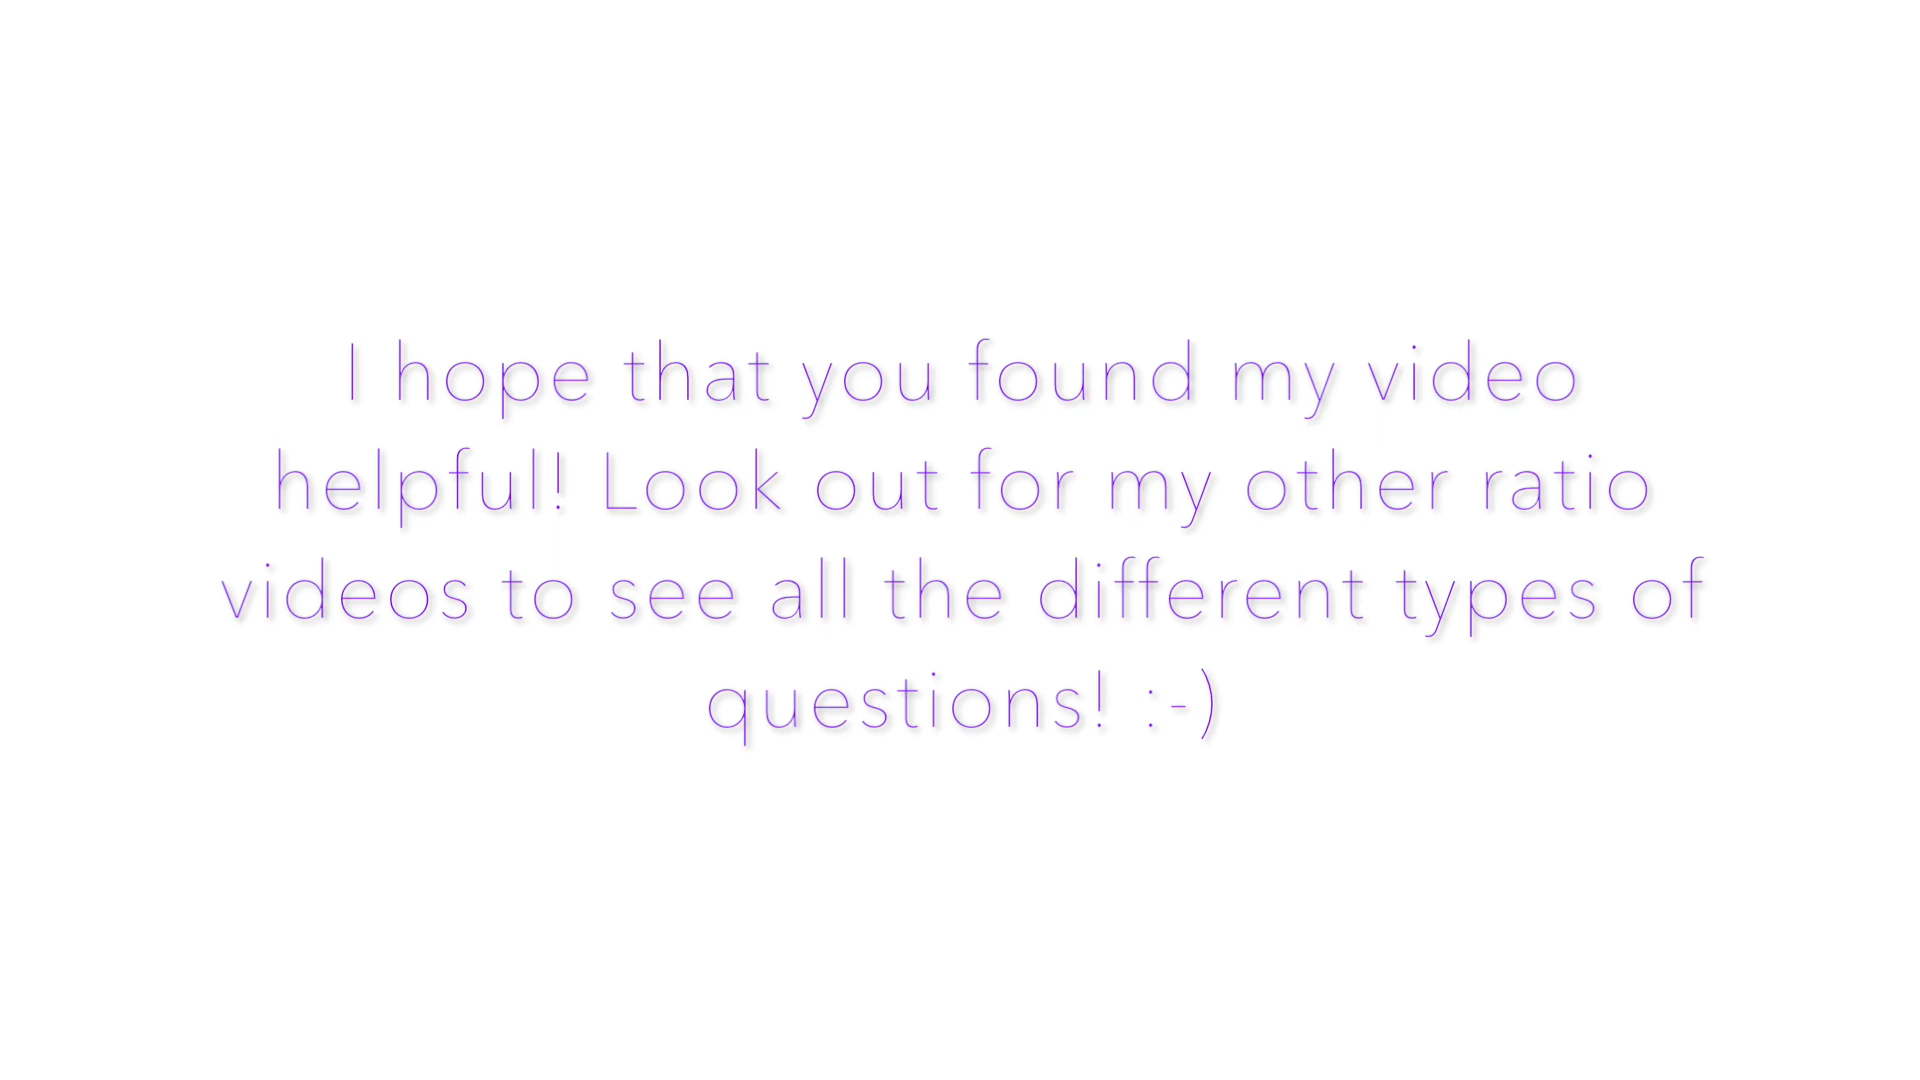 I hope that you found my video
helpful! Look out for my other ratio
videos to see all the different types of
questions! :-)